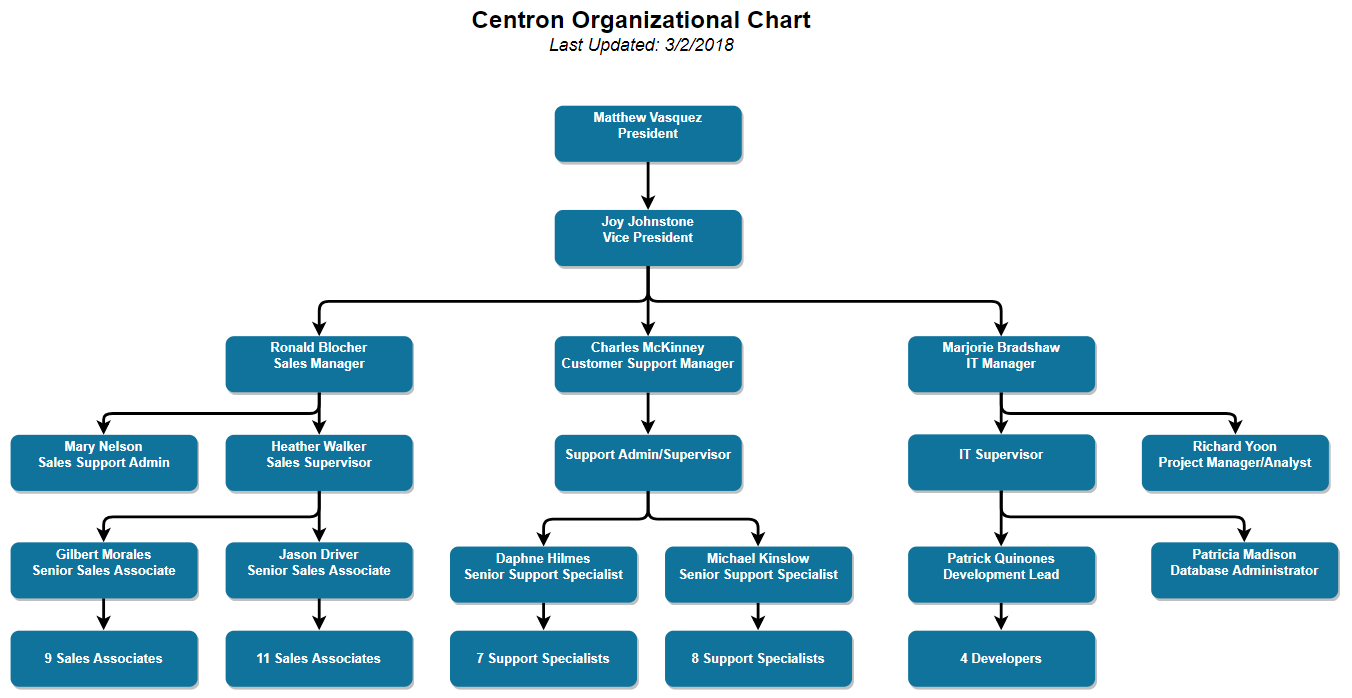 Centron Organizational Chart
Last Updated: 3/2/2018
Matthew Vasquez
President
Joy Johnstone
Vice President
Ronald Blocher
Sales Manager
Charles McKinney
Customer Support Manager
Marjorie Bradshaw
IT Manager
Mary Nelson
Sales Support Admin
Heather Walker
Sales Supervisor
Support Admin/Supervisor
IT Supervisor
Richard Yoon
Project Manager/Analyst
Gilbert Morales
Senior Sales Associate
Jason Driver
Senior Sales Associate
Daphne Hilmes
Senior Support Specialist
Michael Kinslow
Senior Support Specialist
Patrick Quinones
Development Lead
Patricia Madison
Database Administrator
9 Sales Associates
11 Sales Associates
7 Support Specialists
8 Support Specialists
4 Developers